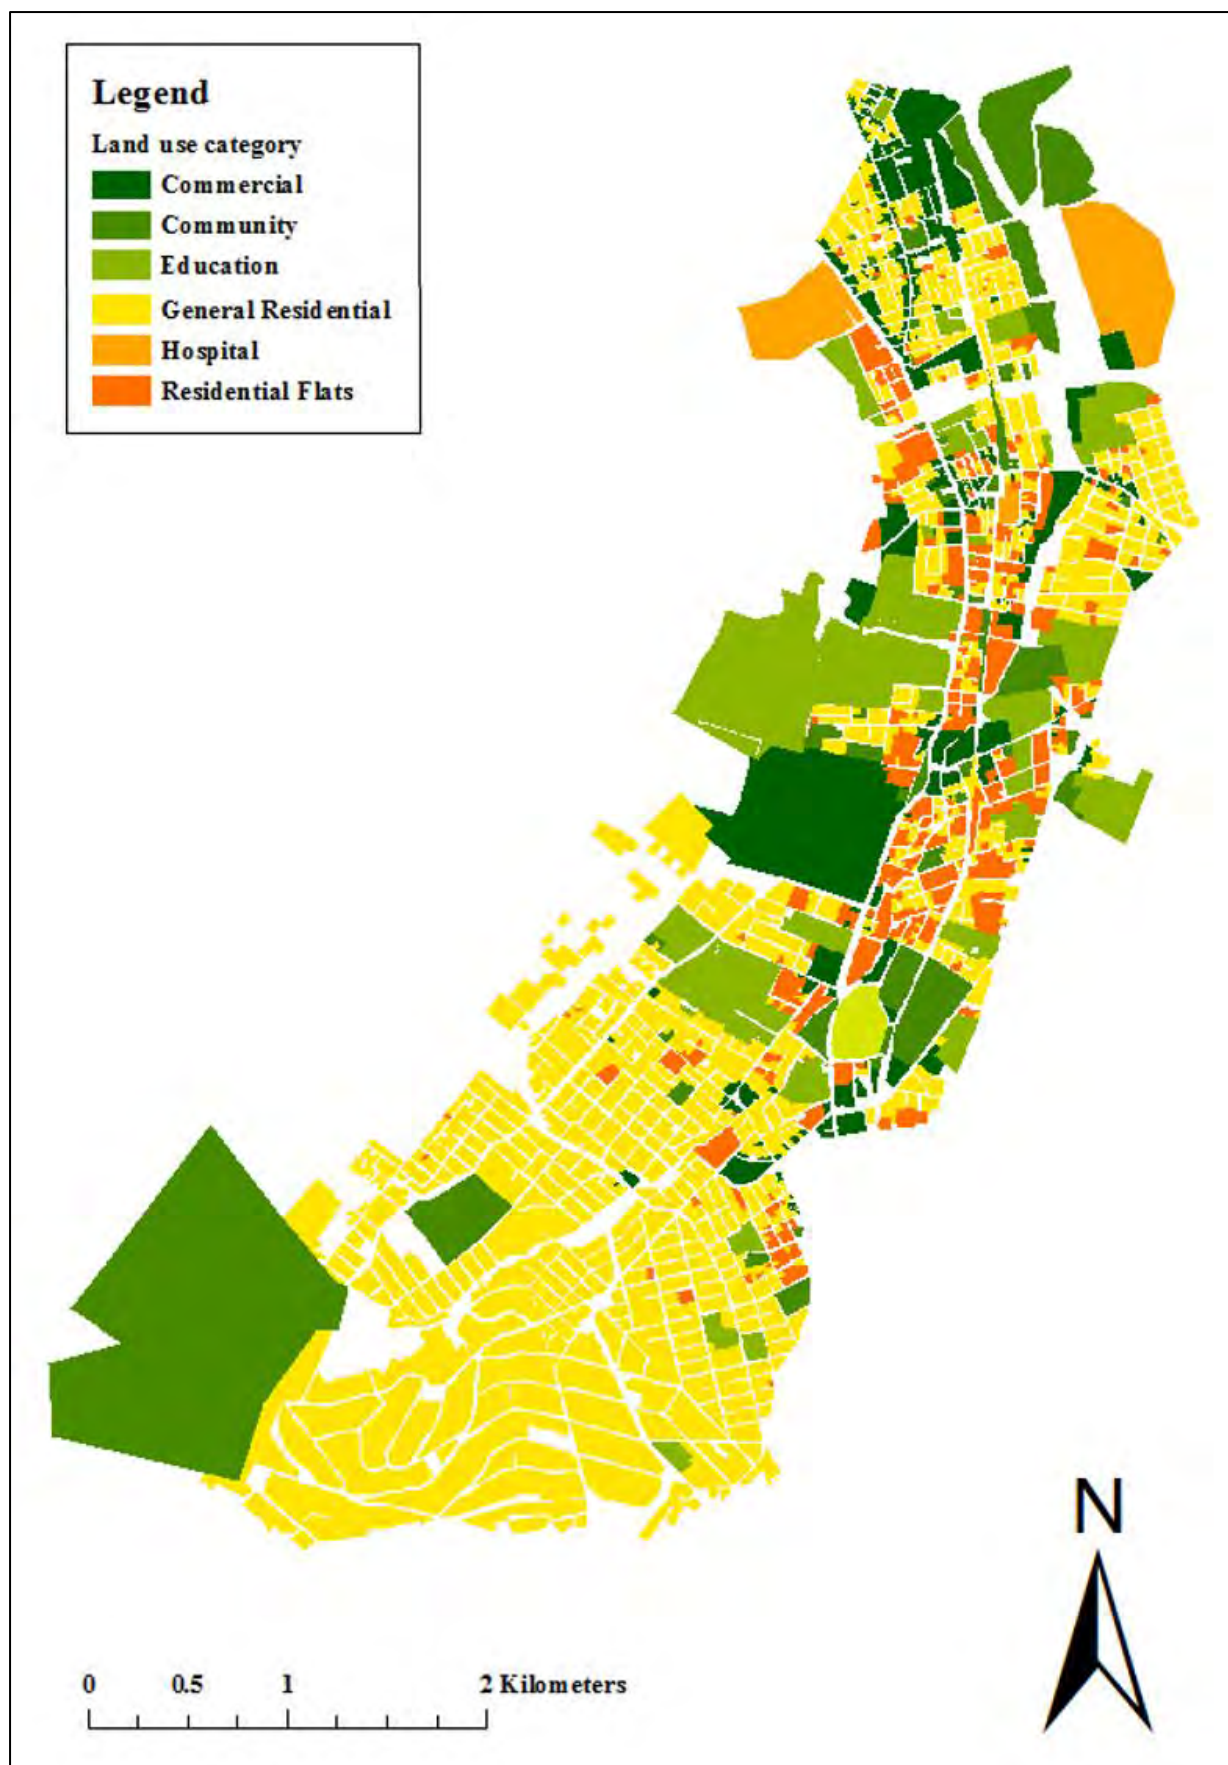 Legend
Land use category
Commercial
Community
Education
General Residential
Hospital
Residential Flats
N
0 0.5 1 2 Kilometers